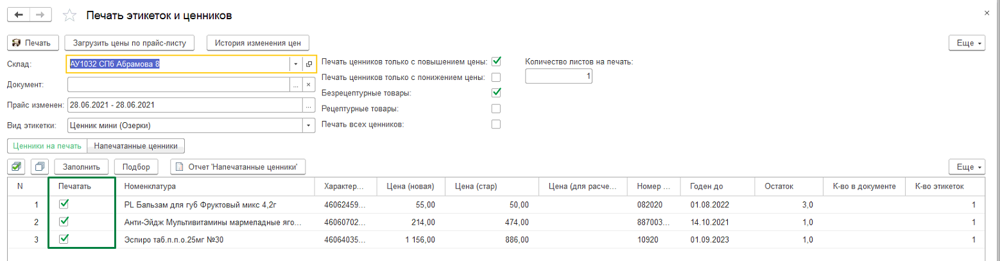 Печать этикеток и ценников
Печать Загрузить цены по прайс-листу История изменения цен Еще
Склад: АУ1032 СПб Абрамова 8 Печать ценников только с повышением цены: Количество листов на печать:
Документ: Печать ценников только с понижением цены: 1
Безрецептурные товары:
Прайс изменен: 28.06.2021 - 28.06.2021 ... Рецептурные товары:
Вид этикетки: Ценник мини (Озерки) Печать всех ценников:
Ценники на печать Напечатанные ценники
Заполнить Подбор Отчет 'Напечатанные ценники' Еще
N Печатать Номенклатура Характер... Цена (новая) Цена (стар) Цена (для расче... Номер ... Годен до Остаток К-во в документе К-во этикеток
1 PL Бальзам для губ Фруктовый микс 4,2г 46062459... 55,00 50,00 082020 01.08.2022 3,0 1
2 Анти-Эйдж Мультивитамины мармеладные яго... 46060702... 214,00 474,00 887003... 14.10.2021 1,0 1
3 Эспиро таб.п.п.о.25мг №30 46064035... 1 156,00 886,00 10920 01.09.2023 1,0 1